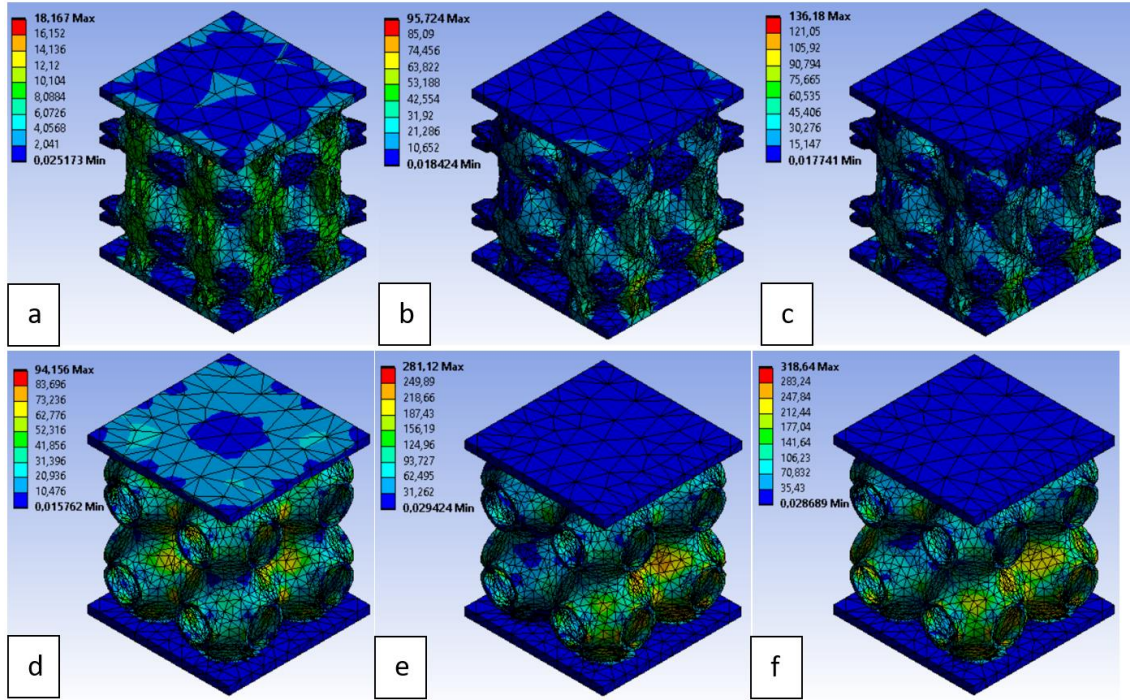 18,167 Max
16,152
14,136
12,12
10,104
8,0884
6,0726
4,0568
2,041
0,025173 Min
a
95,724 Max
85,09
74,456
63,822
53,188
42,554
31,92
21,286
10,652
0,018424 Min
b
136,18 Max
121,05
105,92
90,794
75,665
60,535
45,406
30,276
15,147
0,017741 Min
c
94,156 Max
83,696
73,236
62,776
52,316
41,856
31,396
20,936
10,476
0,015762 Min
d
281,12 Max
249,89
218,66
187,43
156,19
124,96
93,727
62,495
31,262
0,029424 Min
e
318,64 Max
283,24
247,84
212,44
177,04
141,64
106,23
70,832
35,43
0,028689 Min
f